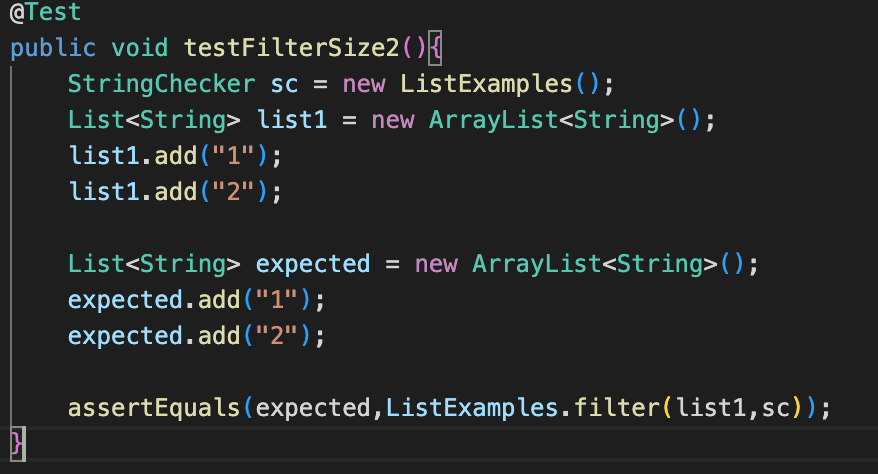 @Test
public void testFilterSize2(){
StringChecker sc = new ListExamples();
List<String> list1 = new ArrayList<String>();
list1.add("1");
list1.add("2");
List<String> expected = new ArrayList<String>();
expected.add("1");
expected.add("2");
assertEquals(expected,ListExamples.filter(list1,sc));
}